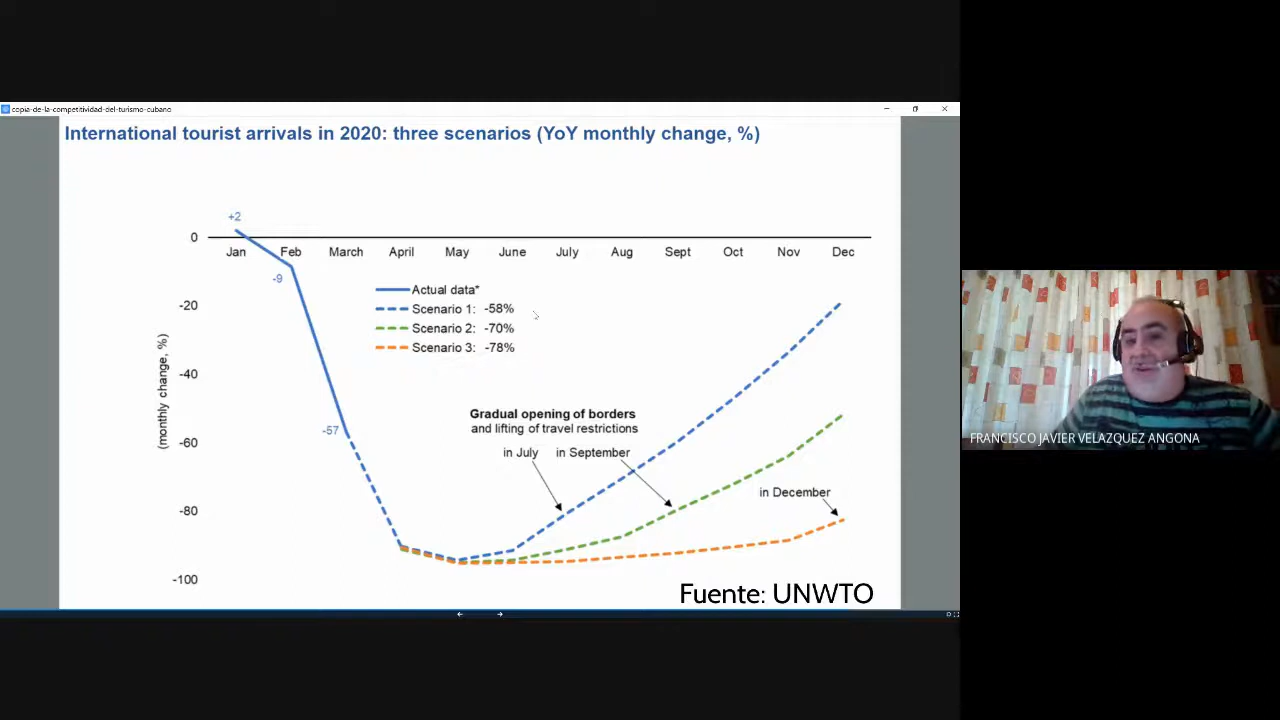 copia-de-la-competitividad-del-turismo-cubano
International tourist arrivals in 2020: three scenarios (YoY monthly change, %)
+2
0
Jan Feb March April May June July Aug Sept Oct Nov Dec
-9
Actual data*
-20
Scenario 1: -58%
Scenario 2: -70%
Scenario 3: -78%
(monthly change, %)
-40
Gradual opening of borders
and lifting of travel restrictions
-57
-60
in July in September
in December
-80
-100
Fuente: UNWTO
FRANCISCO JAVIER VELAZQUEZ ANGONA